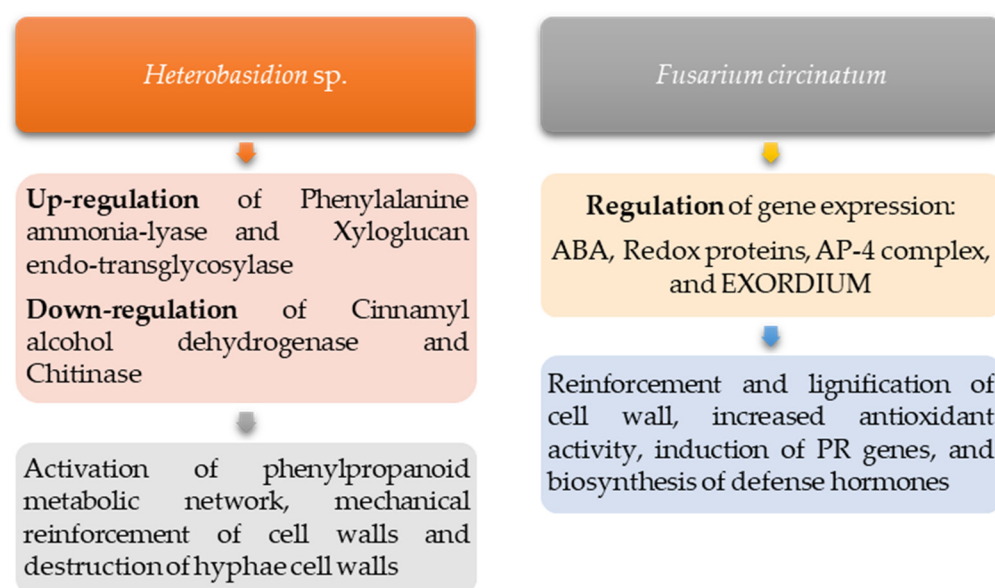 Heterobasidion sp.
Up-regulation of Phenylalanine
ammonia-lyase and Xyloglucan
endo-transglycosylase
Down-regulation of Cinnamyl
alcohol dehydrogenase and
Chitinase
Activation of phenylpropanoid
metabolic network, mechanical
reinforcement of cell walls and
destruction of hyphae cell walls
Fusarium circinatum
Regulation of gene expression:
ABA, Redox proteins, AP-4 complex,
and EXORDIUM
Reinforcement and lignification of
cell wall, increased antioxidant
activity, induction of PR genes, and
biosynthesis of defense hormones